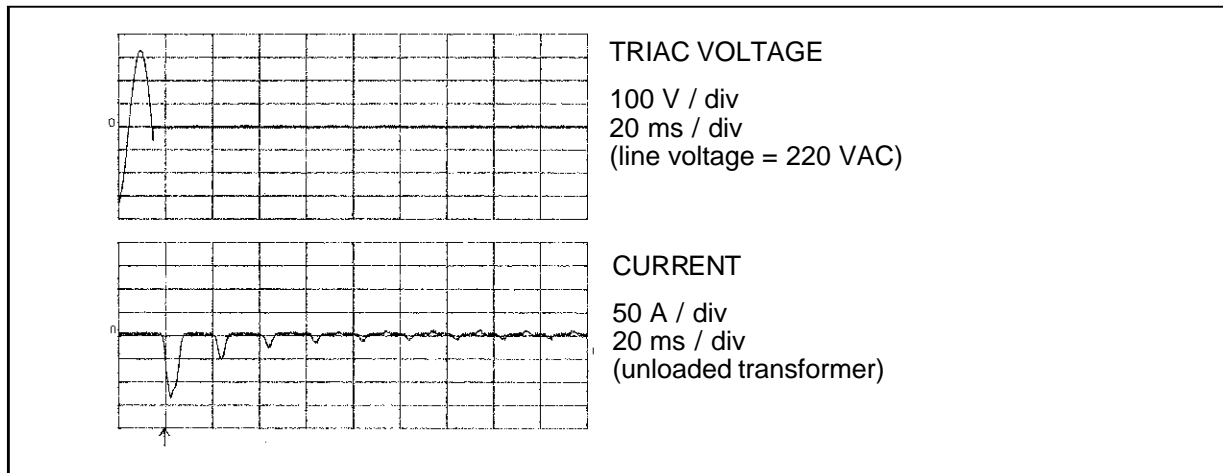 TRIAC VOLTAGE
100 V / div
20 ms / div
(line voltage = 220 VAC)
0
CURRENT
50 A / div
20 ms / div
(unloaded transformer)
0